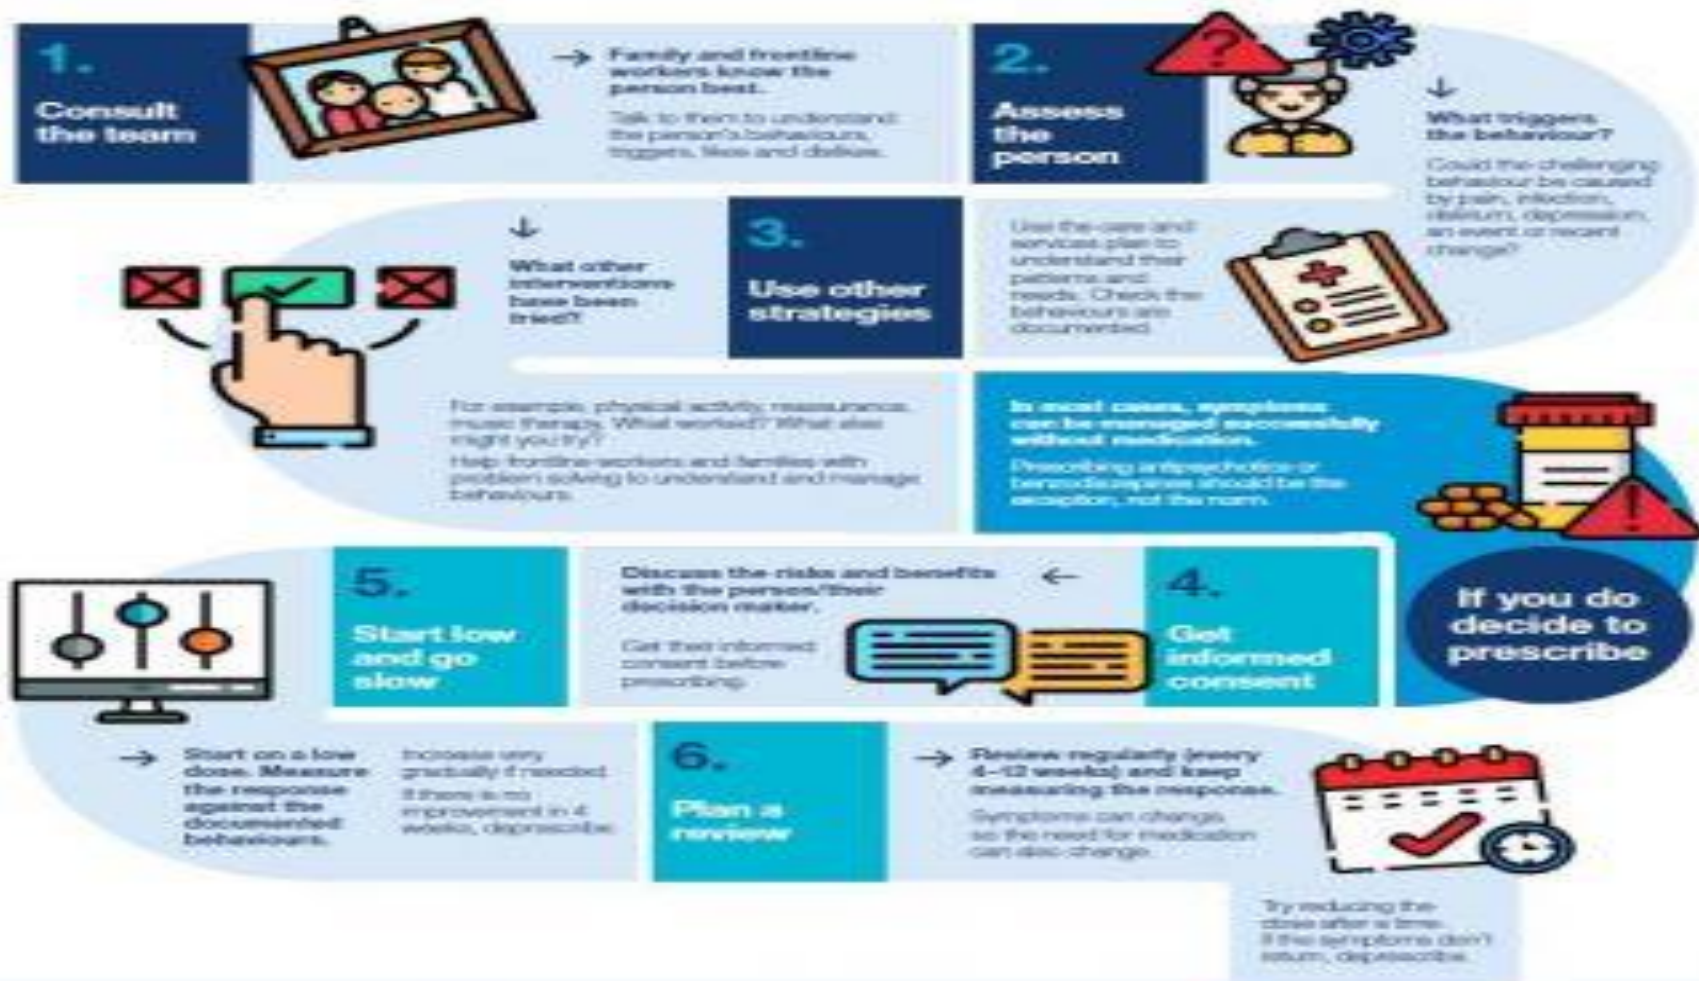 1.
Consult
the team
→ Family and frontline
workers know the
person best.
Talk to them to understand
the person's behaviours,
triggers, likes and dislikes.
2.
Assess
the
person
?
↓
What triggers
the behaviour?
Could the challenging
behaviour be caused
by pain, infection,
delirium, depression,
an event or recent
change?
Use the care and
services plan to
understand their
patterns and
needs. Check the
behaviours are
documented.
3.
Use other
strategies
↓
What other
interventions
have been
tried?
For example, physical activity, reassurance,
music therapy. What worked? What else
might you try?
Help frontline workers and families with
problem solving to understand and manage
behaviours.
In most cases, symptoms
can be managed successfully
without medication.
Prescribing antipsychotics or
benzodiazepines should be the
exception, not the norm.
!
If you do
decide to
prescribe
4.
Get
informed
consent
←
Discuss the risks and benefits
with the person/their
decision maker.
Get their informed
consent before
prescribing.
5.
Start low
and go
slow
→ Start on a low
dose. Measure
the response
against the
documented
behaviours.
Increase very
gradually if needed.
If there is no
improvement in 4
weeks, deprescribe.
6.
Plan a
review
→ Review regularly (every
4–12 weeks) and keep
measuring the response.
Symptoms can change,
so the need for medication
can also change.
Try reducing the
dose after a time.
If the symptoms don't
return, deprescribe.